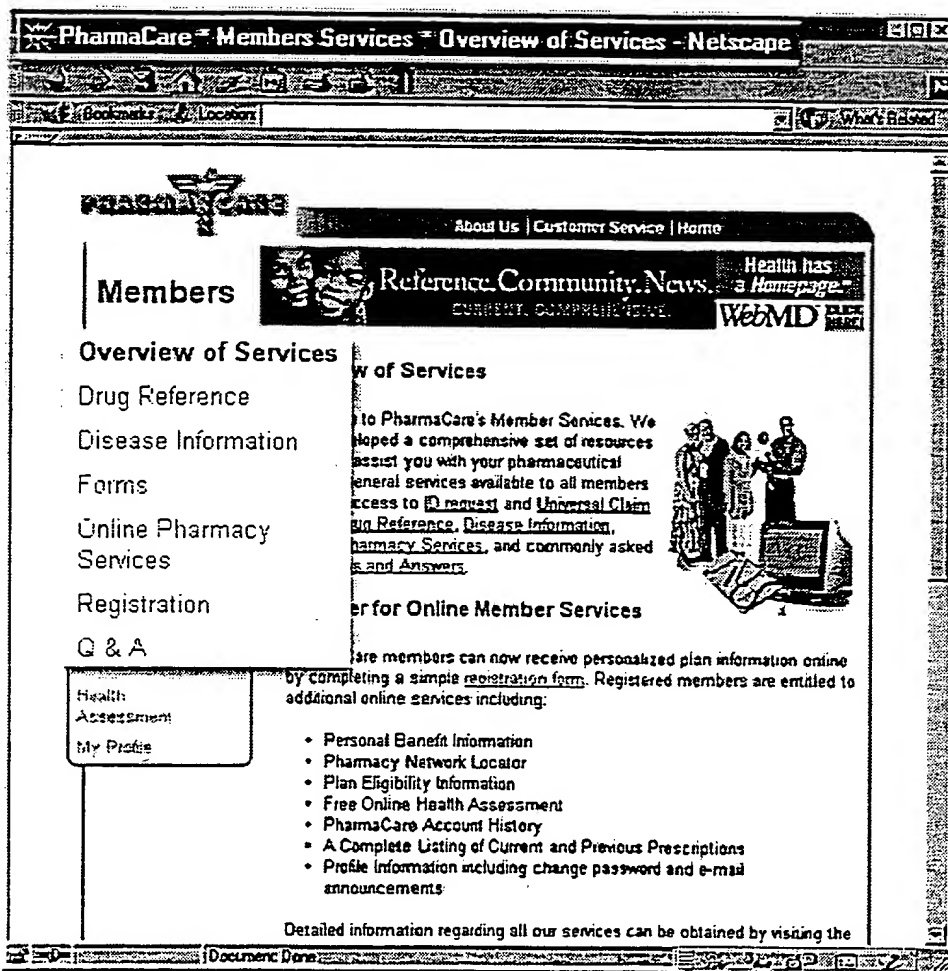 PharmaCare - Members Services - Overview of Services - Netscape
Bookmarks Location What's Related
PHARMACARE
About Us | Customer Service | Home
Members
Reference. Community. News.
CURRENT. COMPREHENSIVE.
Health has
a Homepage.™
WebMD CLICK HERE!
Overview of Services
Drug Reference
Disease Information
Forms
Online Pharmacy
Services
Registration
Q & A
Health
Assessment
My Profile
w of Services
to PharmaCare's Member Services. We
eloped a comprehensive set of resources
assist you with your pharmaceutical
eneral services available to all members
ccess to ID request and Universal Claim
ug Reference, Disease Information,
harmacy Services, and commonly asked
s and Answers.
er for Online Member Services
are members can now receive personalized plan information online
by completing a simple registration form. Registered members are entitled to
additional online services including:
• Personal Benefit Information
• Pharmacy Network Locator
• Plan Eligibility Information
• Free Online Health Assessment
• PharmaCare Account History
• A Complete Listing of Current and Previous Prescriptions
• Profile Information including change password and e-mail
announcements
Detailed information regarding all our services can be obtained by visiting the
Document: Done